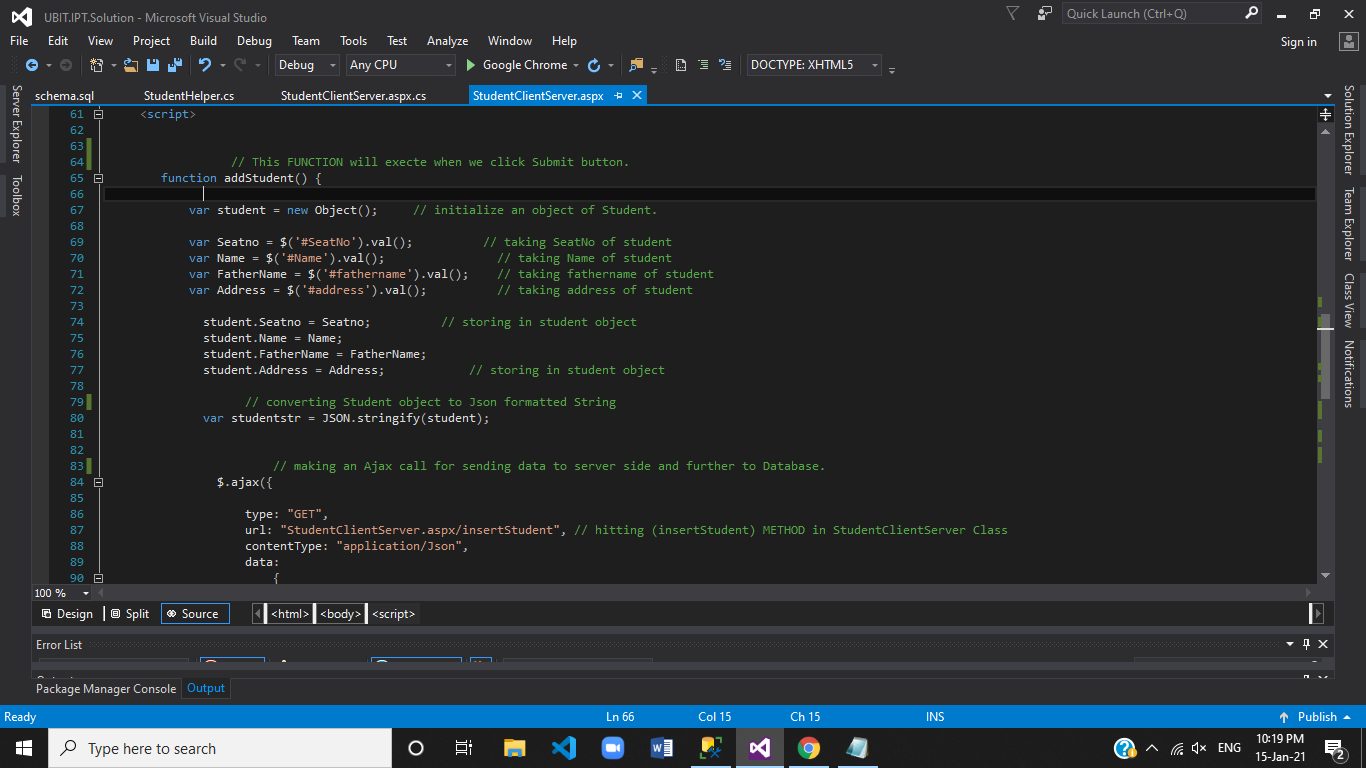 UBIT.IPT.Solution - Microsoft Visual Studio
Quick Launch (Ctrl+Q)
File Edit View Project Build Debug Team Tools Test Analyze Window Help
Sign in
Debug Any CPU Google Chrome DOCTYPE: XHTML5
schema.sql StudentHelper.cs StudentClientServer.aspx.cs StudentClientServer.aspx
Server Explorer
Toolbox
Solution Explorer
Team Explorer
Class View
Notifications
61 <script>
62
63
64 // This FUNCTION will execte when we click Submit button.
65 function addStudent() {
66
67 var student = new Object(); // initialize an object of Student.
68
69 var Seatno = $('#SeatNo').val(); // taking SeatNo of student
70 var Name = $('#Name').val(); // taking Name of student
71 var FatherName = $('#fathername').val(); // taking fathername of student
72 var Address = $('#address').val(); // taking address of student
73
74 student.Seatno = Seatno; // storing in student object
75 student.Name = Name;
76 student.FatherName = FatherName;
77 student.Address = Address; // storing in student object
78
79 // converting Student object to Json formatted String
80 var studentstr = JSON.stringify(student);
81
82
83 // making an Ajax call for sending data to server side and further to Database.
84 $.ajax({
85
86 type: "GET",
87 url: "StudentClientServer.aspx/insertStudent", // hitting (insertStudent) METHOD in StudentClientServer Class
88 contentType: "application/Json",
89 data:
90 {
100 %
Design Split Source <html> <body> <script>
Error List
Package Manager Console Output
Ready Ln 66 Col 15 Ch 15 INS Publish
Type here to search
ENG
10:19 PM
15-Jan-21
2